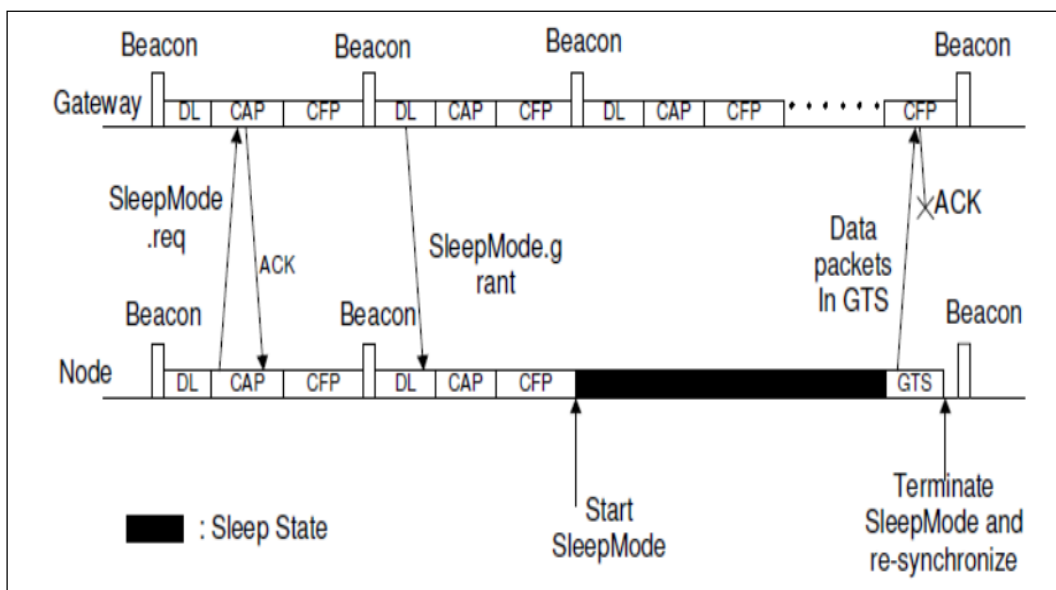 Beacon Beacon Beacon Beacon
Gateway DL CAP CFP DL CAP CFP DL CAP CFP CFP
SleepMode
.req
ACK
SleepMode.g
rant
Data
packets
In GTS
ACK
Beacon Beacon Beacon
Node DL CAP CFP DL CAP CFP GTS
Start
SleepMode
Terminate
SleepMode and
re-synchronize
: Sleep State